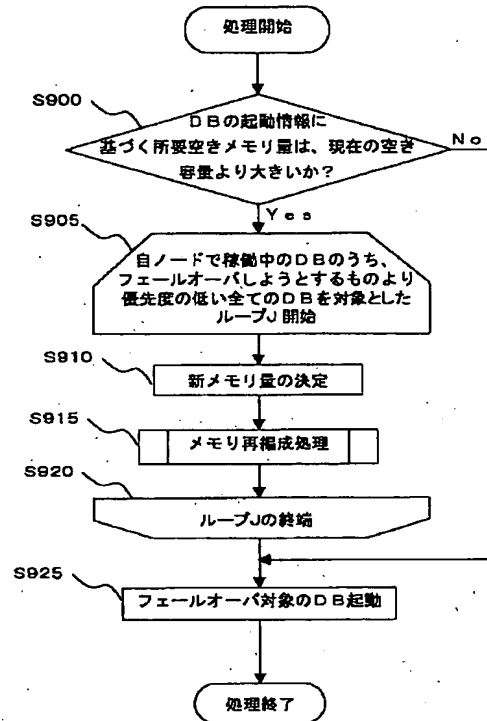 処理開始
S900
DBの起動情報に
基づく所要空きメモリ量は、現在の空き
容量より大きいか？
No
Yes
S905
自ノードで稼働中のDBのうち、
フェールオーバしようとするものより
優先度の低い全てのDBを対象とした
ループJ開始
S910
新メモリ量の決定
S915
メモリ再編成処理
S920
ループJの終端
S925
フェールオーバ対象のDB起動
処理終了